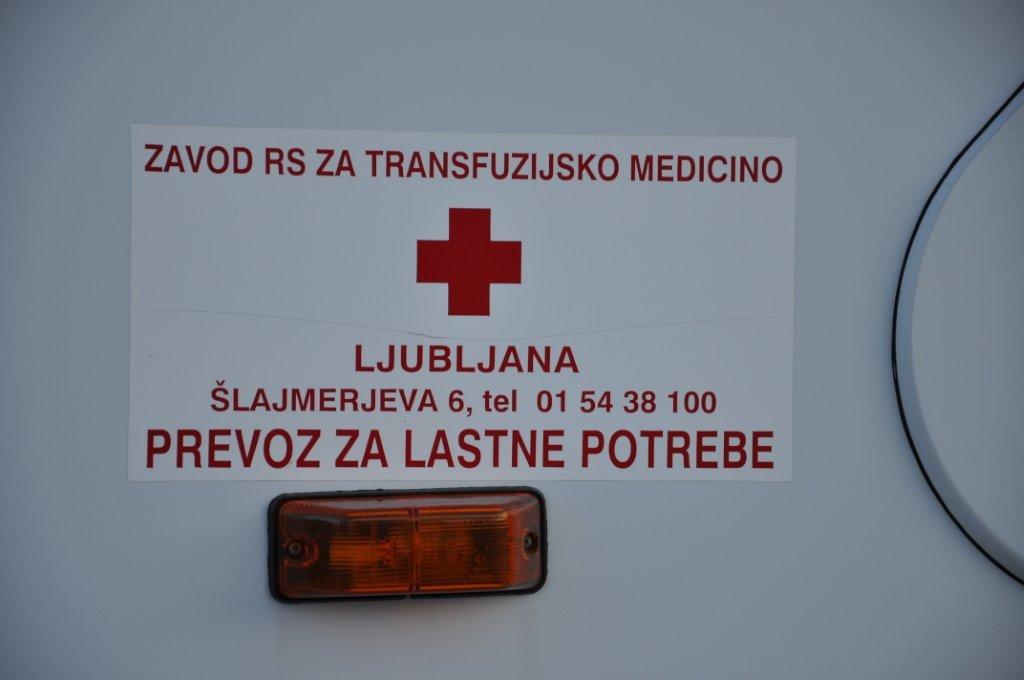 ZAVOD RS ZA TRANSFUZIJSKO MEDICINO
LJUBLJANA
ŠLAJMERJEVA 6, tel 01 54 38 100
PREVOZ ZA LASTNE POTREBE